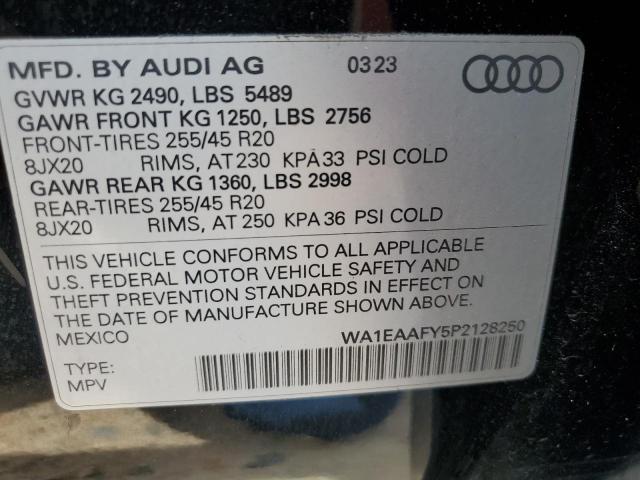 MFD. BY AUDI AG 03 23
GVWR KG 2490, LBS 5489
GAWR FRONT KG 1250, LBS 2756
FRONT-TIRES 255/45 R20
8JX20 RIMS, AT 230 KPA 33 PSI COLD
GAWR REAR KG 1360, LBS 2998
REAR-TIRES 255/45 R20
8JX20 RIMS, AT 250 KPA 36 PSI COLD
THIS VEHICLE CONFORMS TO ALL APPLICABLE
U.S. FEDERAL MOTOR VEHICLE SAFETY AND
THEFT PREVENTION STANDARDS IN EFFECT ON
THE DATE OF MANUFACTURE SHOWN ABOVE.
MEXICO
WA1EAAFY5P2128250
TYPE:
MPV